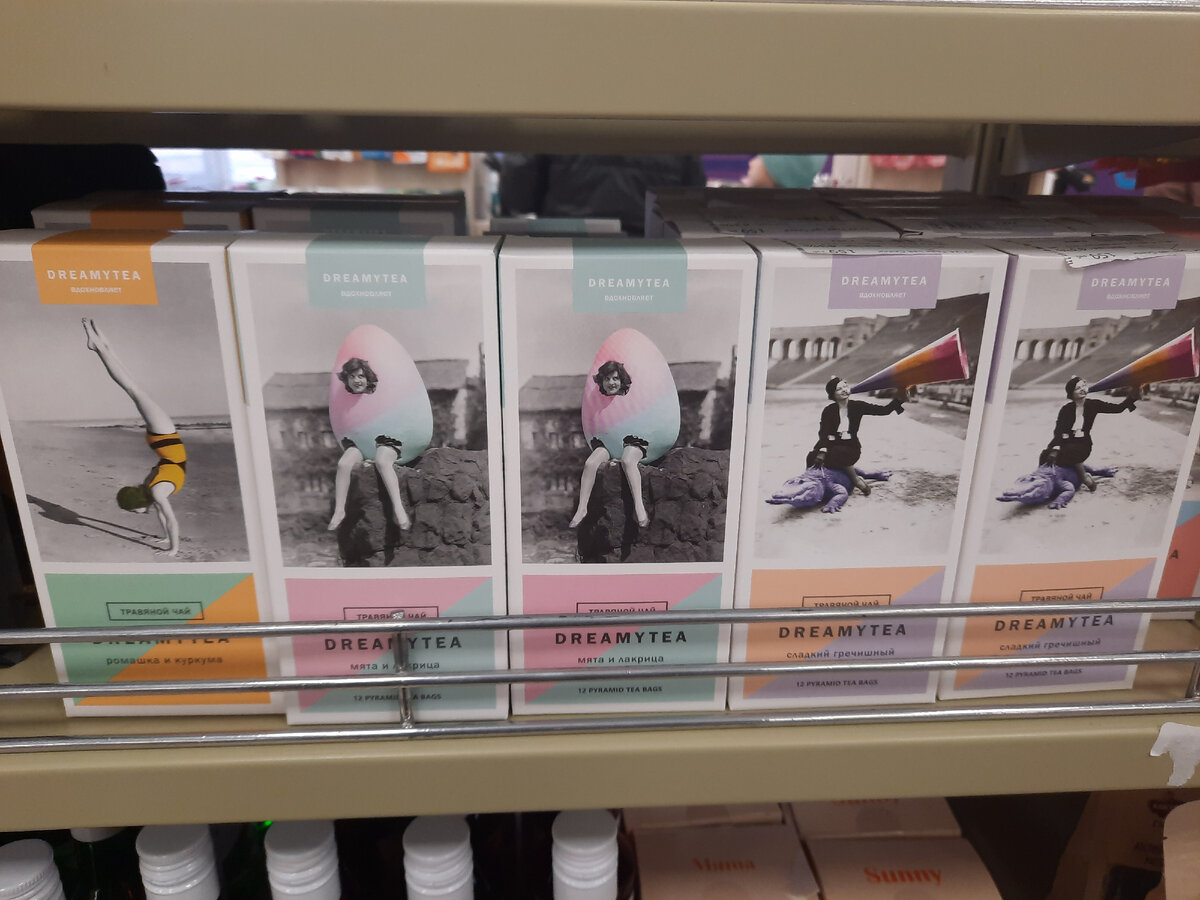 DREAMYTEA
ВДОХНОВЛЯЕТ
ТРАВЯНОЙ ЧАЙ
DREAMYTEA
ромашка и куркума
DREAMYTEA
ВДОХНОВЛЯЕТ
ТРАВЯНОЙ ЧАЙ
DREAMYTEA
мята и лакрица
12 PYRAMID TEA BAGS
DREAMYTEA
ВДОХНОВЛЯЕТ
ТРАВЯНОЙ ЧАЙ
DREAMYTEA
мята и лакрица
12 PYRAMID TEA BAGS
DREAMYTEA
ВДОХНОВЛЯЕТ
ТРАВЯНОЙ ЧАЙ
DREAMYTEA
сладкий гречишный
12 PYRAMID TEA BAGS
DREAMYTEA
ВДОХНОВЛЯЕТ
ТРАВЯНОЙ ЧАЙ
DREAMYTEA
сладкий гречишный
12 PYRAMID TEA BAGS
Mama
Sunny